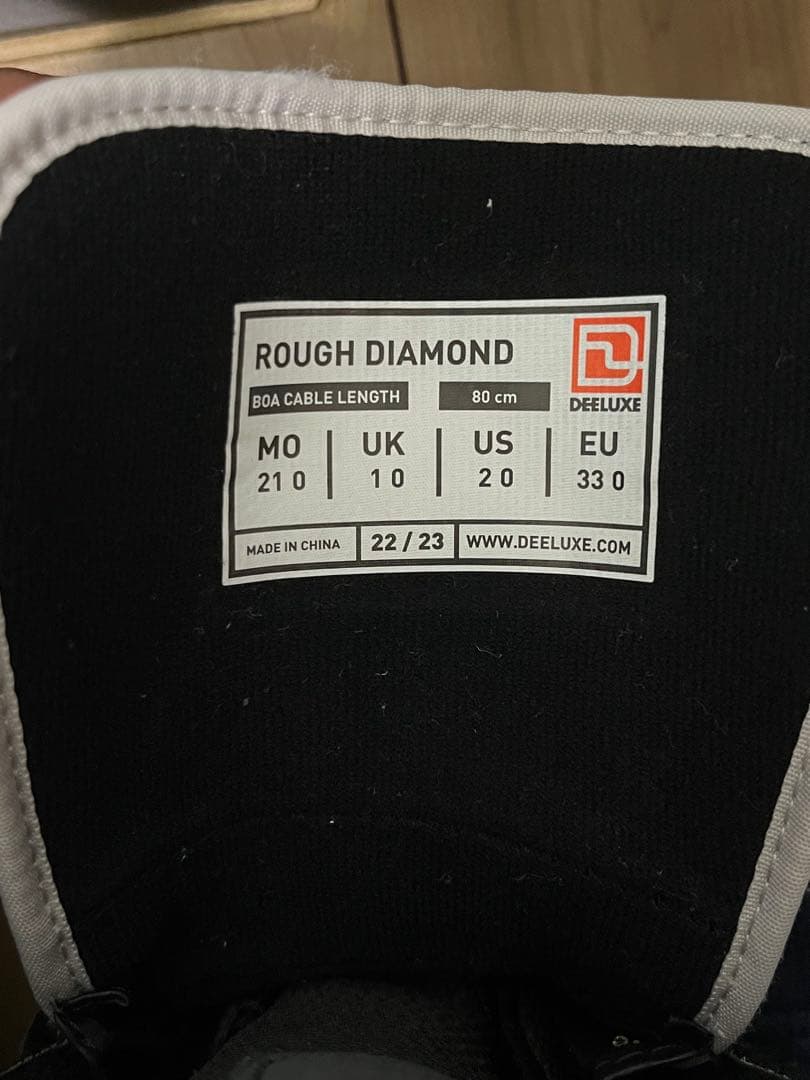 ROUGH DIAMOND
DEELUXE
BOA CABLE LENGTH 80 cm
MO UK US EU
21 0 1 0 2 0 33 0
MADE IN CHINA 22 / 23 WWW.DEELUXE.COM